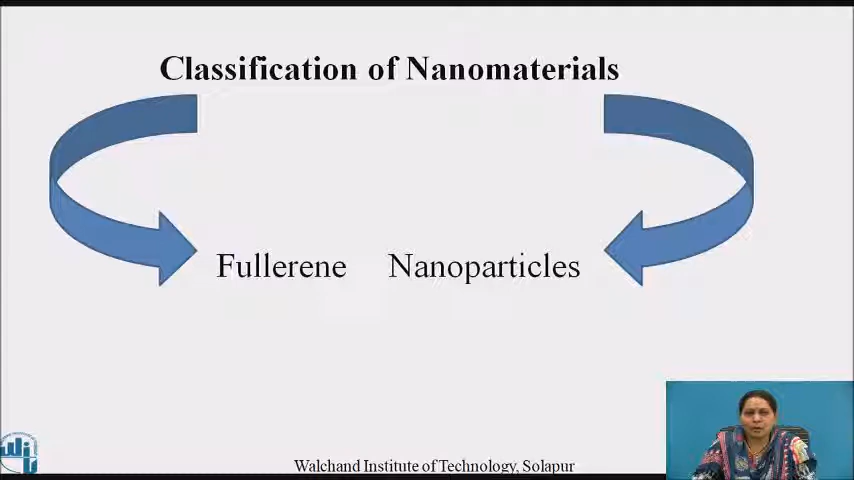 Classification of Nanomaterials
Fullerene Nanoparticles
Walchand Institute of Technology, Solapur